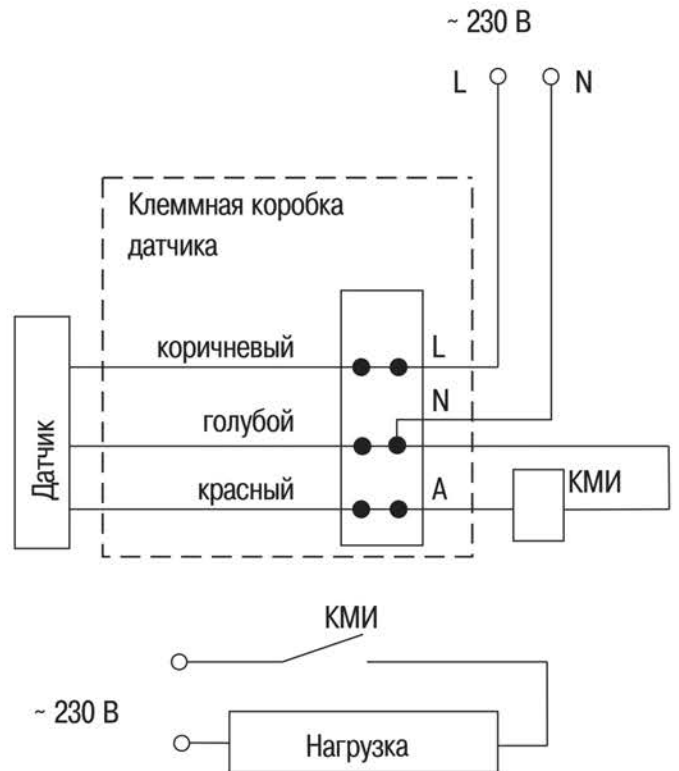 ~ 230 В
L N
Клеммная коробка
датчика
коричневый L
N
голубой
Датчик
красный A
КМИ
КМИ
~ 230 В
Нагрузка